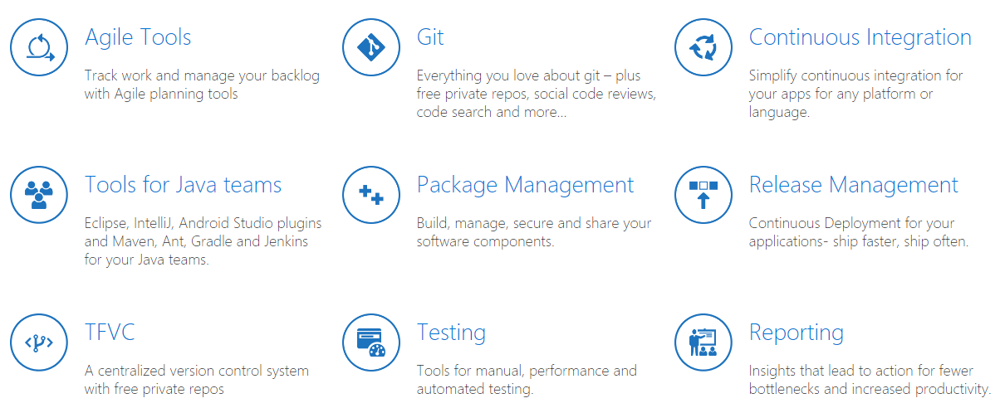 Agile Tools
Track work and manage your backlog
with Agile planning tools
Git
Everything you love about git – plus
free private repos, social code reviews,
code search and more...
Continuous Integration
Simplify continuous integration for
your apps for any platform or
language.
Tools for Java teams
Eclipse, IntelliJ, Android Studio plugins
and Maven, Ant, Gradle and Jenkins
for your Java teams.
Package Management
Build, manage, secure and share your
software components.
Release Management
Continuous Deployment for your
applications- ship faster, ship often.
TFVC
A centralized version control system
with free private repos
Testing
Tools for manual, performance and
automated testing.
Reporting
Insights that lead to action for fewer
bottlenecks and increased productivity.